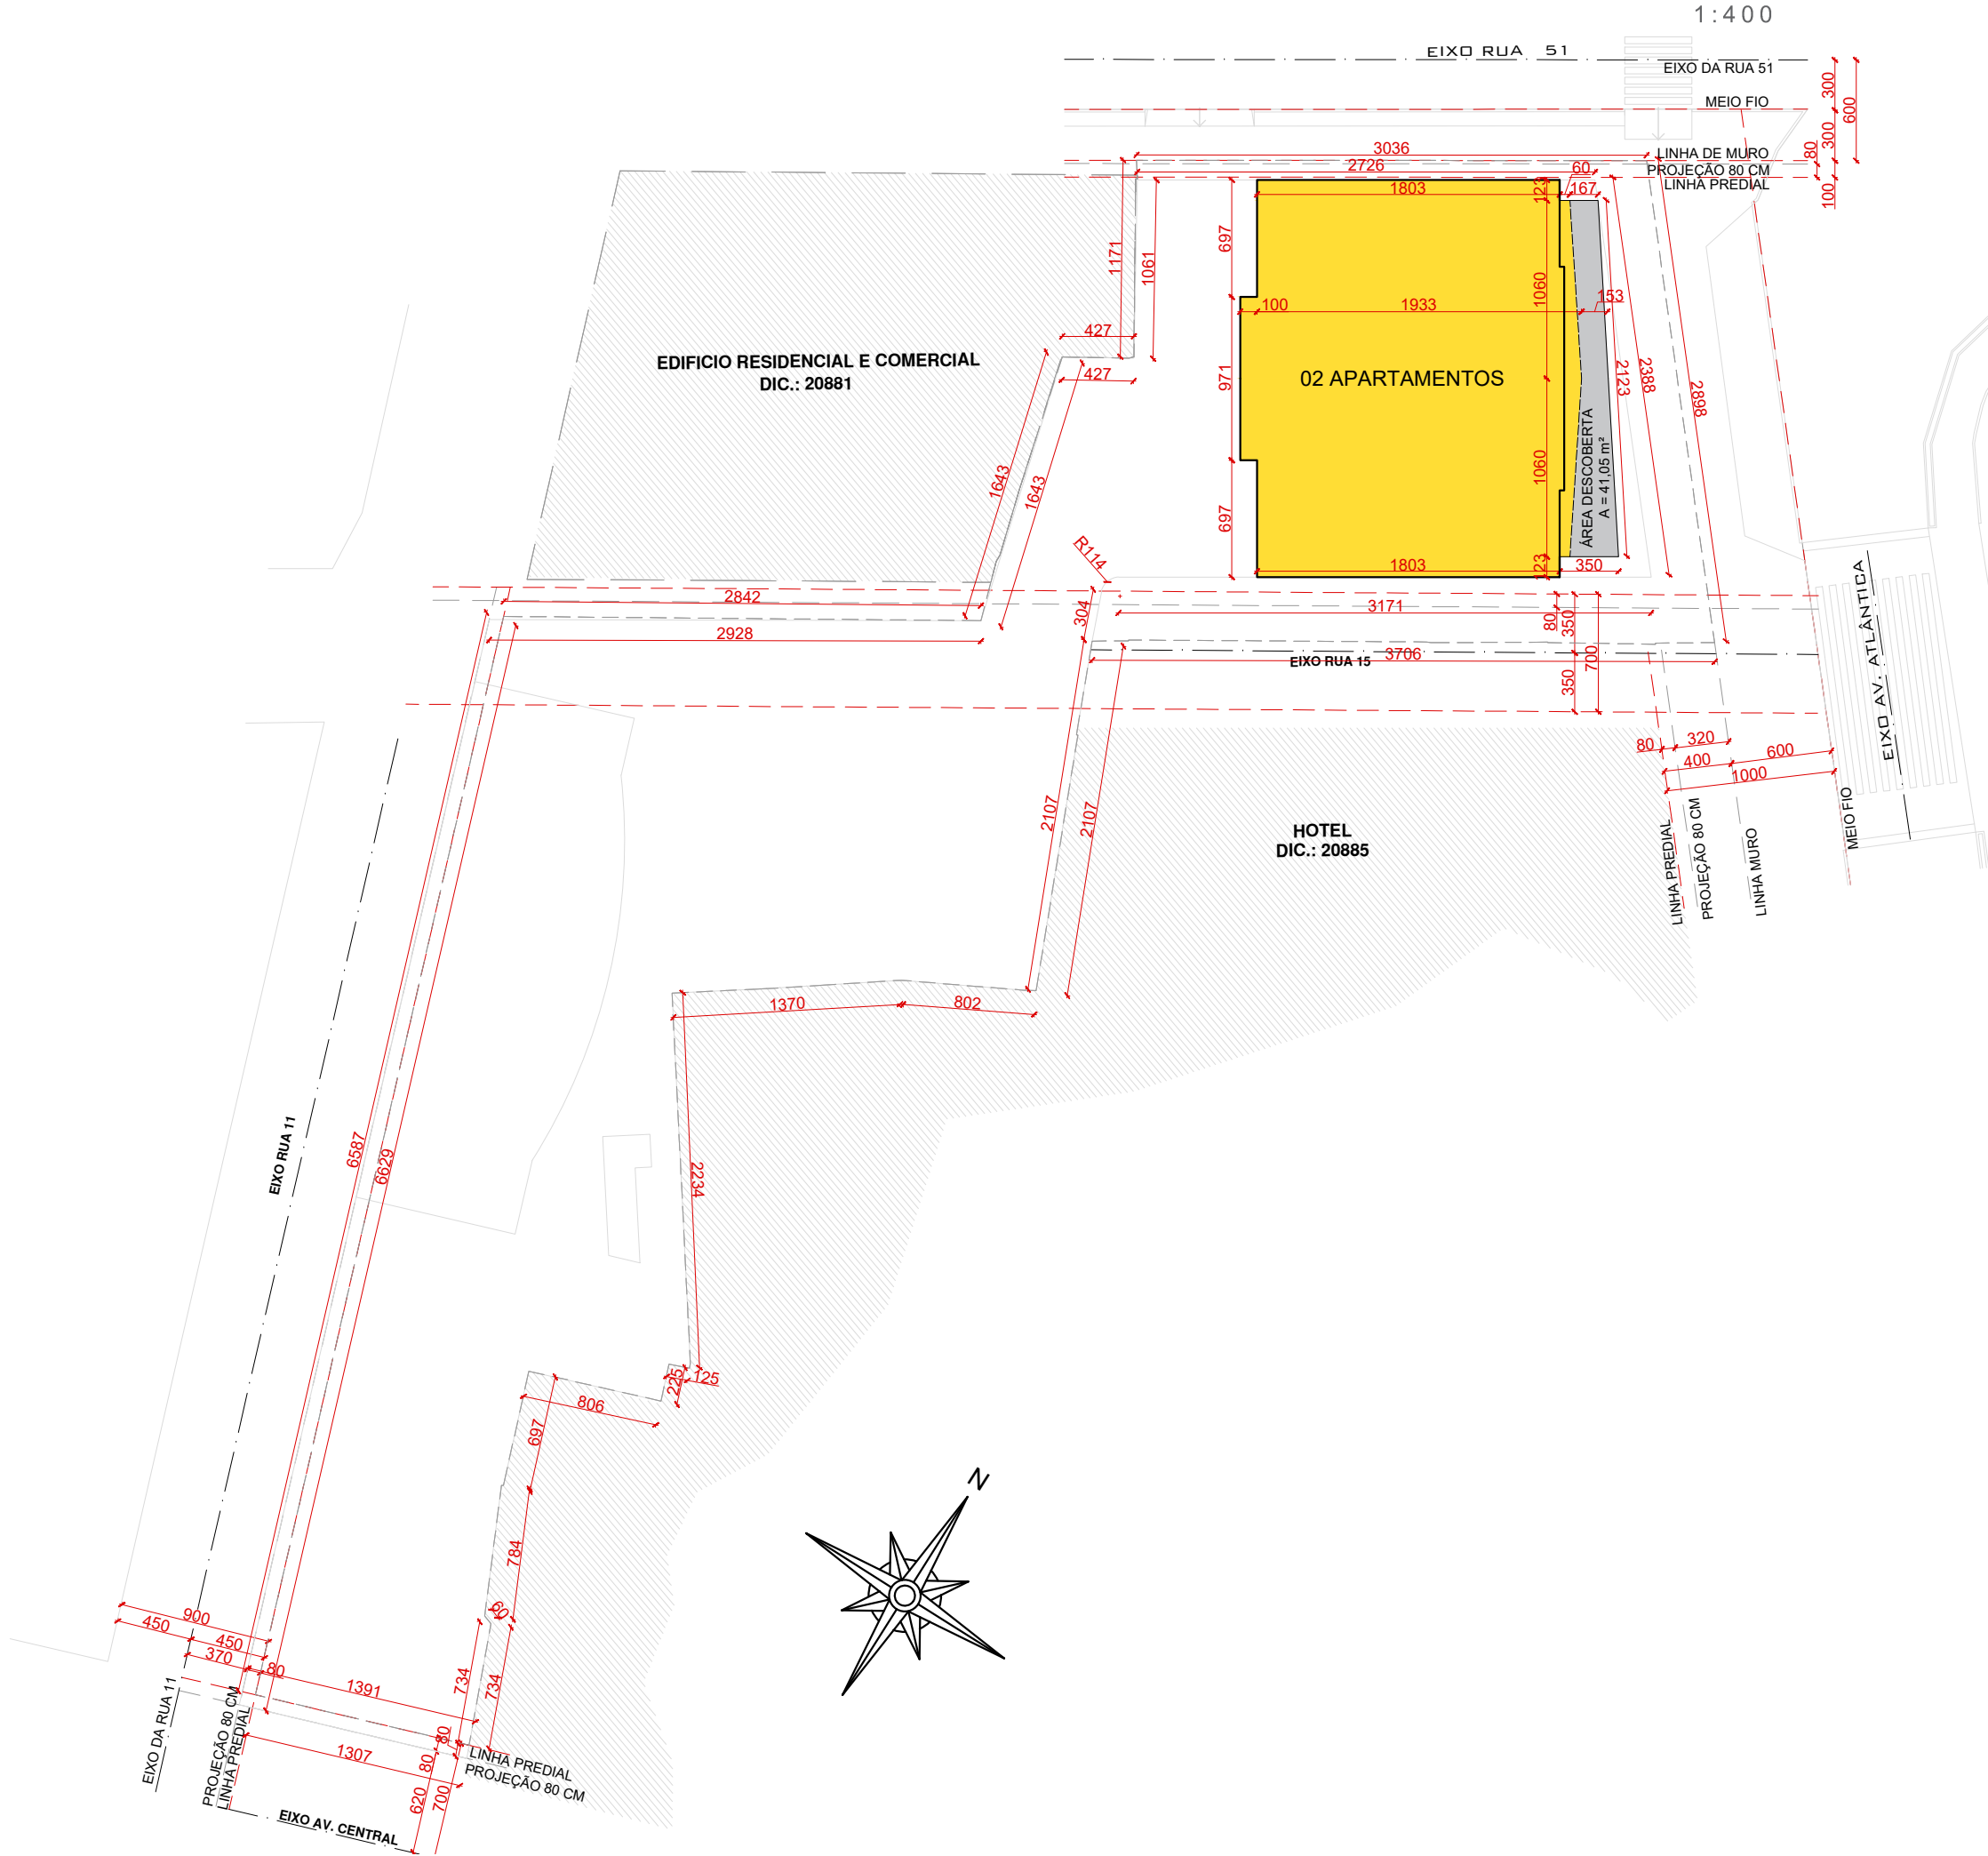 1:400
EIXO RUA 51
EIXO DA RUA 51
MEIO FIO
300
600
300
80
100
LINHA DE MURO
PROJEÇÃO 80 CM
LINHA PREDIAL
3036
2726
60
1803
123
167
697
1171
1061
1060
153
100
1933
427
427
EDIFICIO RESIDENCIAL E COMERCIAL
DIC.: 20881
971
02 APARTAMENTOS
2123
2388
2898
ÁREA DESCOBERTA
A = 41,05 m²
1060
1643
1643
697
R114
1803
123
350
2842
2928
304
3171
80
350
700
350
EIXO RUA 15
3706
EIXO AV. ATLÂNTICA
80
320
400
600
1000
LINHA PREDIAL
PROJEÇÃO 80 CM
LINHA MURO
MEIO FIO
2107
2107
HOTEL
DIC.: 20885
1370
802
EIXO RUA 11
6587
6629
2234
225
125
806
697
784
60
N
900
450
450
370
80
1391
734
734
EIXO DA RUA 11
PROJEÇÃO 80 CM
LINHA PREDIAL
1307
80
80
620
700
LINHA PREDIAL
PROJEÇÃO 80 CM
EIXO AV. CENTRAL